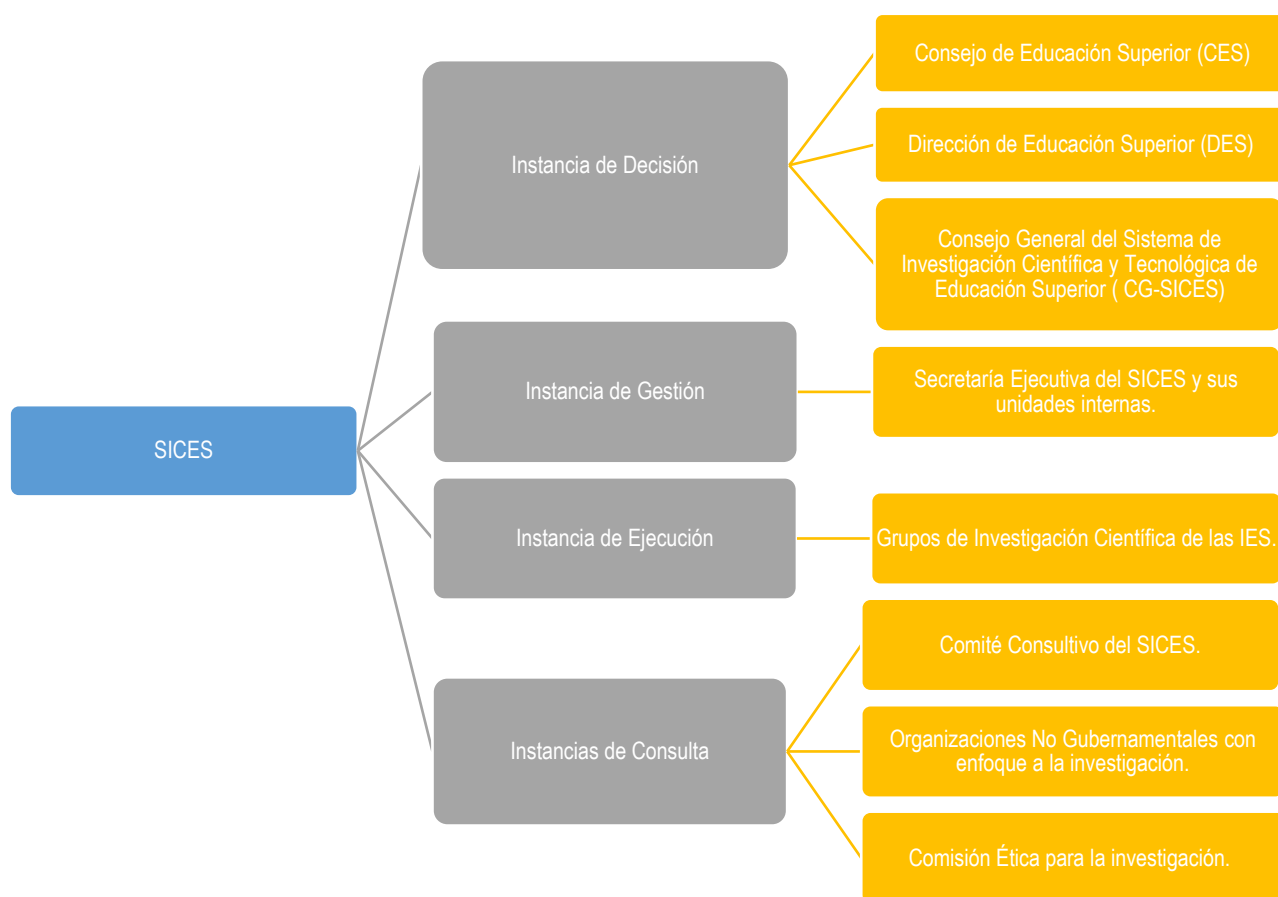 SICES
Instancia de Decisión
Consejo de Educación Superior (CES)
Dirección de Educación Superior (DES)
Consejo General del Sistema de
Investigación Científica y Tecnológica de
Educación Superior ( CG-SICES)
Instancia de Gestión
Secretaría Ejecutiva del SICES y sus
unidades internas.
Instancia de Ejecución
Grupos de Investigación Científica de las IES.
Instancias de Consulta
Comité Consultivo del SICES.
Organizaciones No Gubernamentales con
enfoque a la investigación.
Comisión Ética para la investigación.